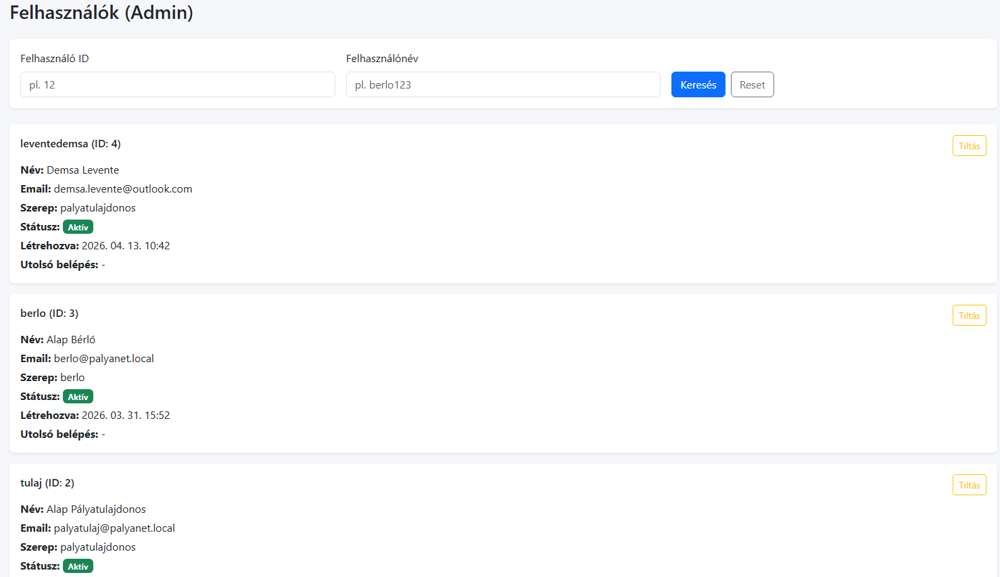 Felhasználók (Admin)
Felhasználó ID
Felhasználónév
pl. 12
pl. berlo123
Keresés
Reset
leventedemsa (ID: 4)
Tiltás
Név: Demsa Levente
Email: demsa.levente@outlook.com
Szerep: palyatulajdonos
Státusz: Aktív
Létrehozva: 2026. 04. 13. 10:42
Utolsó belépés: -
berlo (ID: 3)
Tiltás
Név: Alap Bérlő
Email: berlo@palyanet.local
Szerep: berlo
Státusz: Aktív
Létrehozva: 2026. 03. 31. 15:52
Utolsó belépés: -
tulaj (ID: 2)
Tiltás
Név: Alap Pályatulajdonos
Email: palyatulaj@palyanet.local
Szerep: palyatulajdonos
Státusz: Aktív